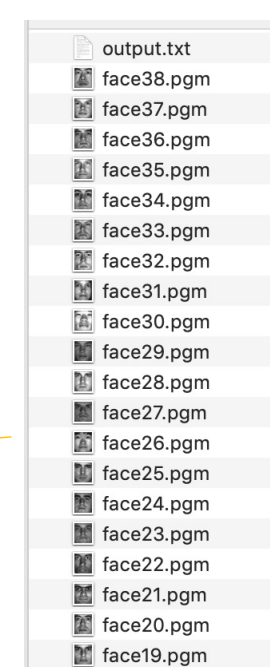 output.txt
face38.pgm
face37.pgm
face36.pgm
face35.pgm
face34.pgm
face33.pgm
face32.pgm
face31.pgm
face30.pgm
face29.pgm
face28.pgm
face27.pgm
face26.pgm
face25.pgm
face24.pgm
face23.pgm
face22.pgm
face21.pgm
face20.pgm
face19.pgm